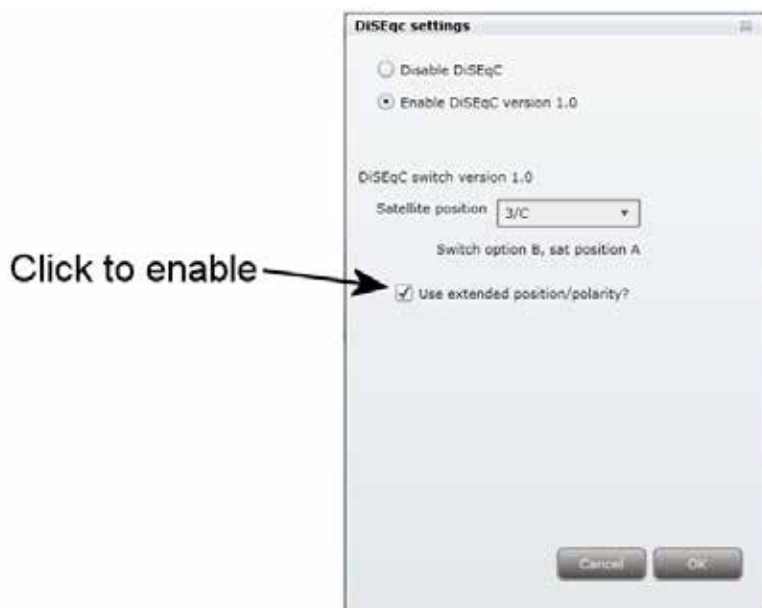 DiSEqc settings
Disable DiSEqC
Enable DiSEqC version 1.0
DiSEqC switch version 1.0
Satellite position 3/C
Switch option B, sat position A
Click to enable
Use extended position/polarity?
Cancel OK